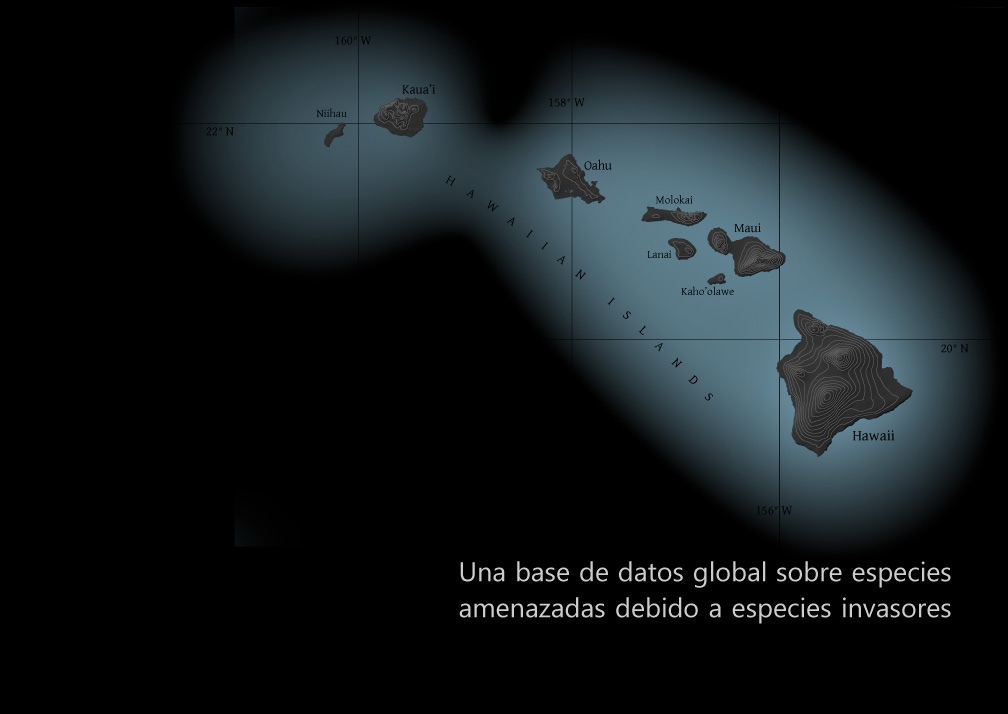 160° W
Kaua'i
158° W
Niihau
22° N
Oahu
HAWAIIAN ISLANDS
Molokai
Maui
Lanai
Kaho'olawe
20° N
Hawaii
156° W
Una base de datos global sobre especies
amenazadas debido a especies invasores